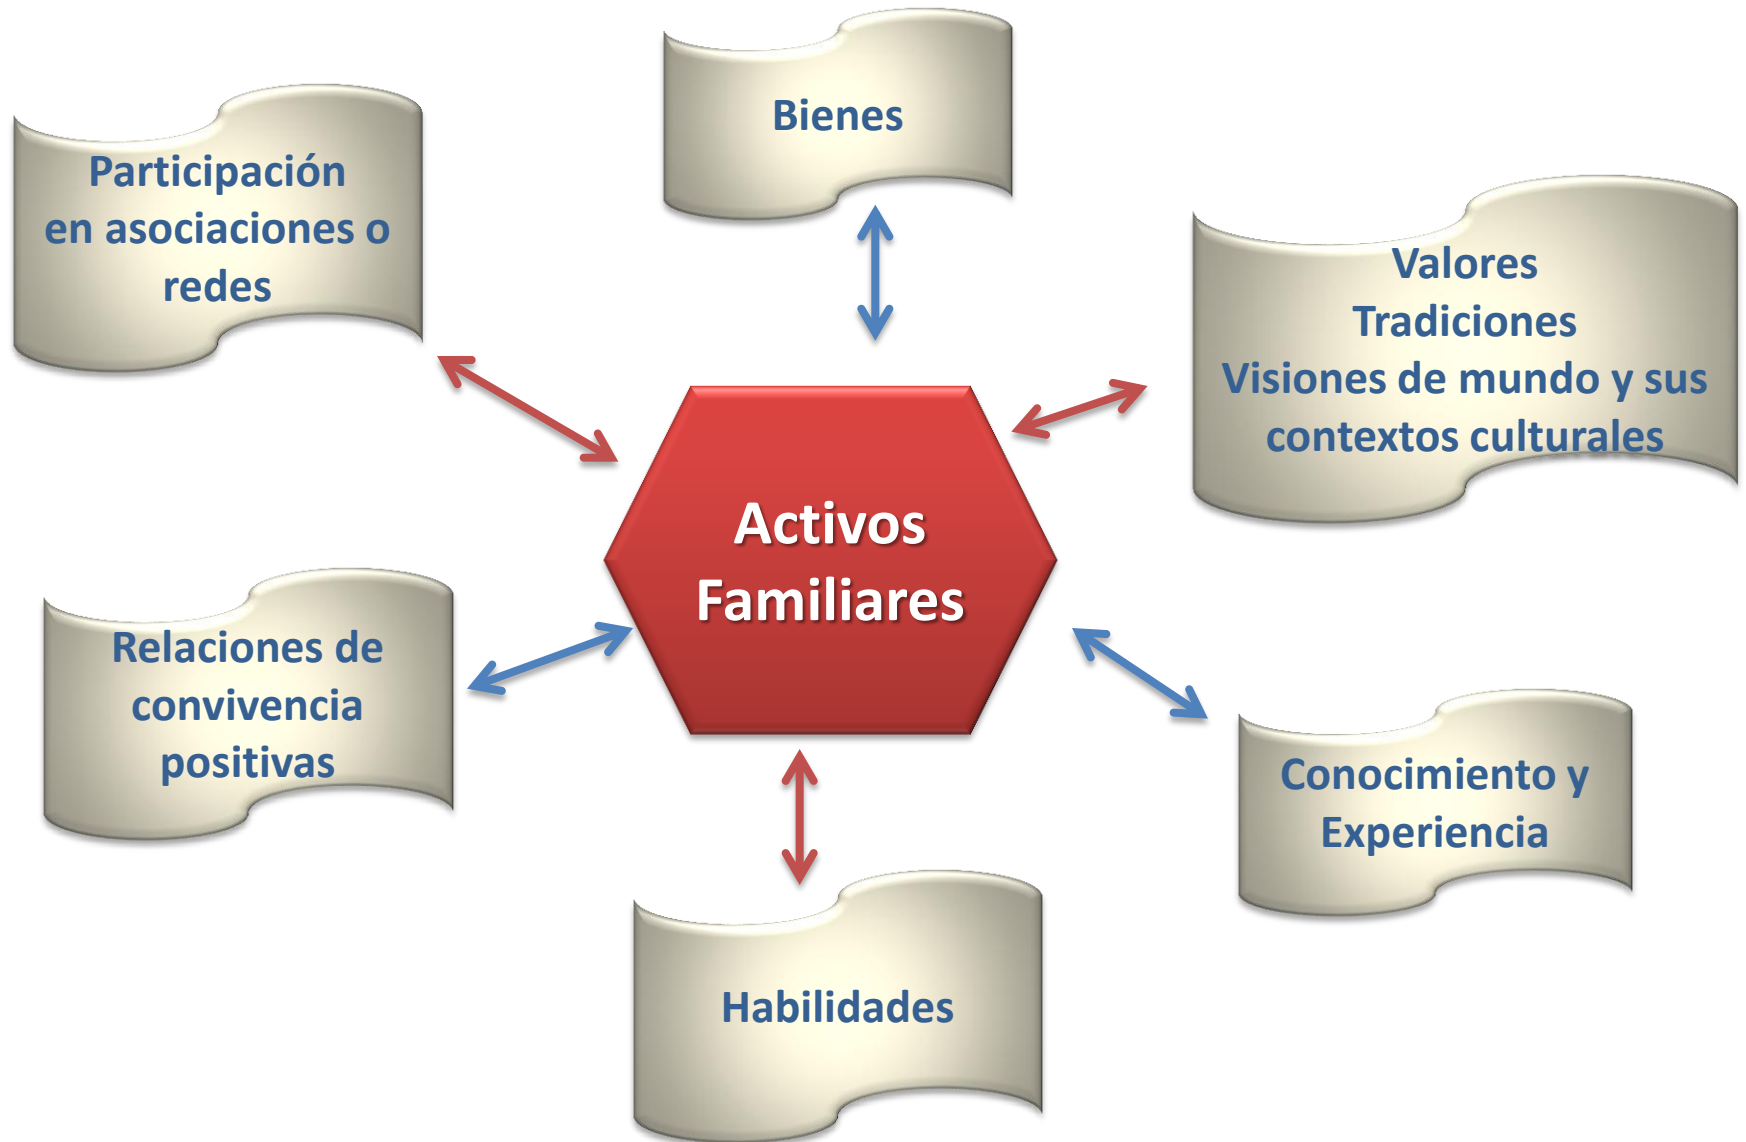 Bienes
Participación
en asociaciones o
redes
Valores
Tradiciones
Visiones de mundo y sus
contextos culturales
Activos
Familiares
Relaciones de
convivencia
positivas
Conocimiento y
Experiencia
Habilidades